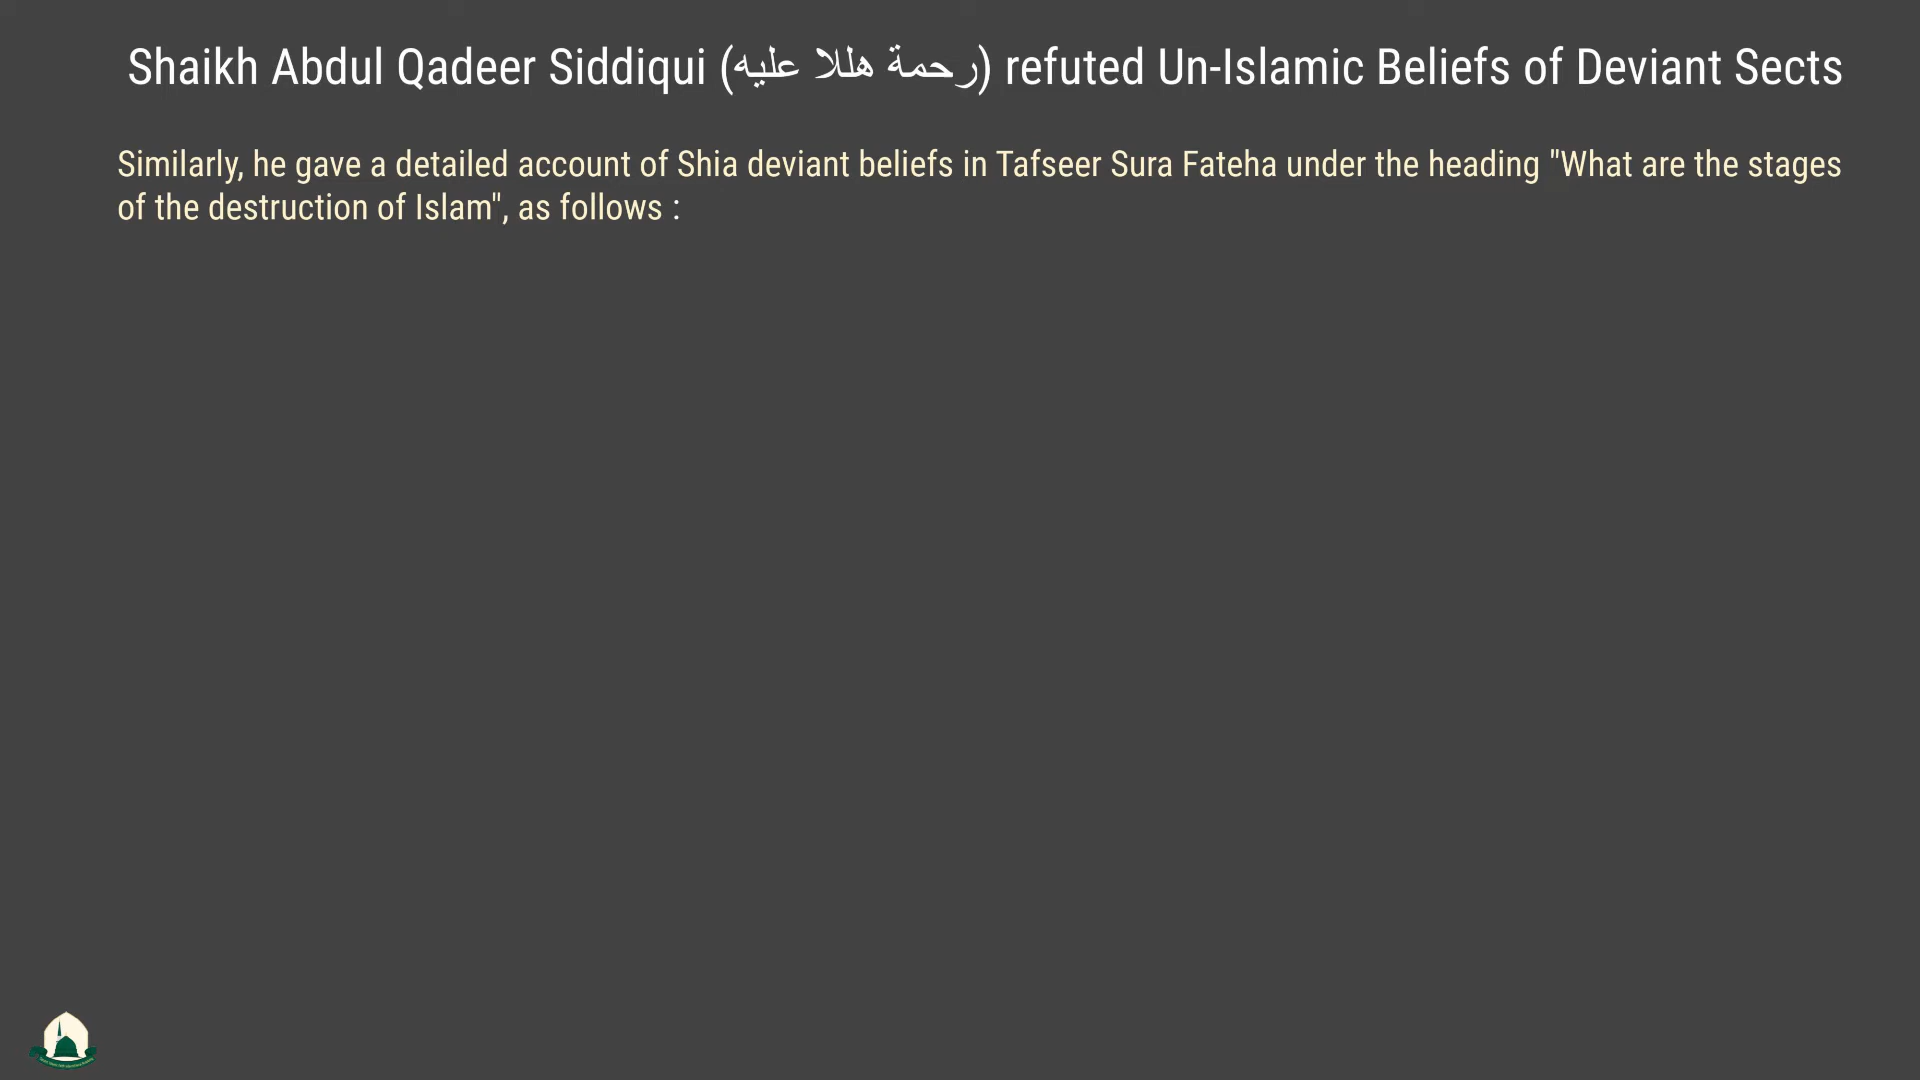 Shaikh Abdul Qadeer Siddiqui (رحمة هللا عليه) refuted Un-Islamic Beliefs of Deviant Sects
Similarly, he gave a detailed account of Shia deviant beliefs in Tafseer Sura Fateha under the heading "What are the stages
of the destruction of Islam", as follows :